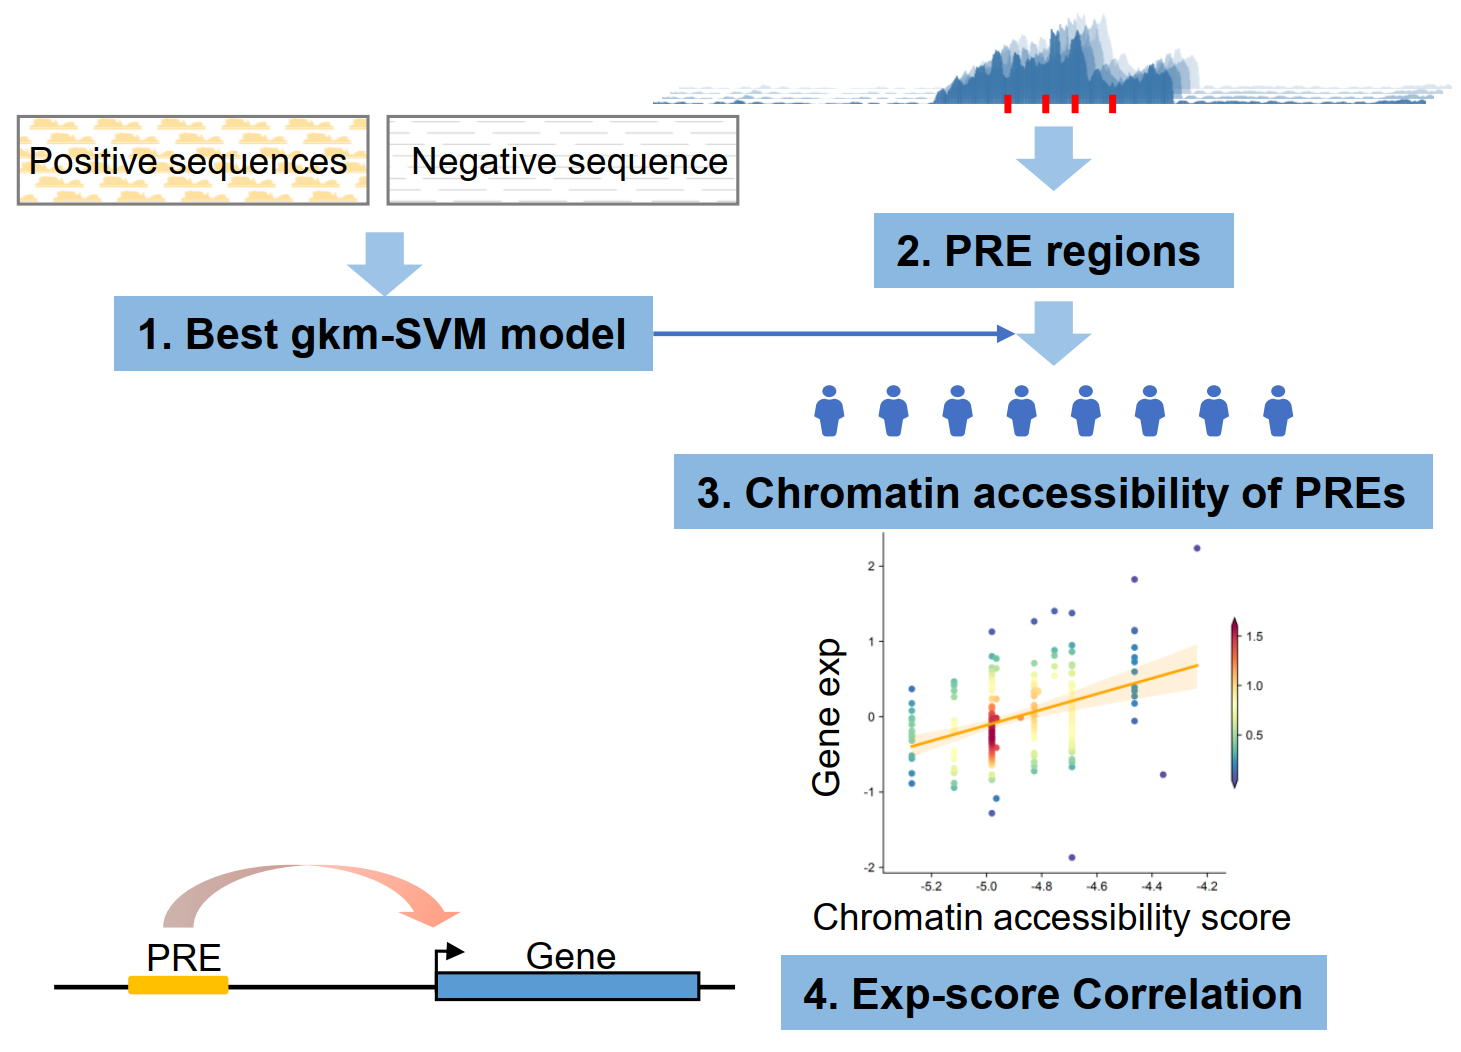 Positive sequences
Negative sequence
2. PRE regions
1. Best gkm-SVM model
3. Chromatin accessibility of PREs
2
1
0
-1
-2
Gene exp
1.5
1.0
0.5
-5.2 -5.0 -4.8 -4.6 -4.4 -4.2
Chromatin accessibility score
PRE
Gene
4. Exp-score Correlation